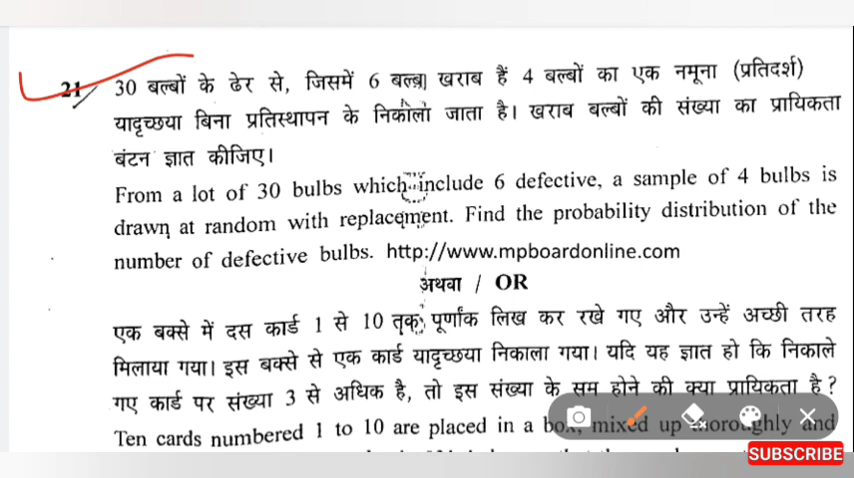 21/ 30 बल्बों के ढेर से, जिसमें 6 बल्ब खराब हैं 4 बल्बों का एक नमूना (प्रतिदर्श)
यादृच्छया बिना प्रतिस्थापन के निकाला जाता है। खराब बल्बों की संख्या का प्रायिकता
बंटन ज्ञात कीजिए।
From a lot of 30 bulbs which include 6 defective, a sample of 4 bulbs is
drawn at random with replacement. Find the probability distribution of the
number of defective bulbs. http://www.mpboardonline.com
अथवा / OR
एक बक्से में दस कार्ड 1 से 10 तक पूर्णांक लिख कर रखे गए और उन्हें अच्छी तरह
मिलाया गया। इस बक्से से एक कार्ड यादृच्छया निकाला गया। यदि यह ज्ञात हो कि निकाले
गए कार्ड पर संख्या 3 से अधिक है, तो इस संख्या के सम होने की क्या प्रायिकता है?
Ten cards numbered 1 to 10 are placed in a box, mixed up thoroughly and
SUBSCRIBE